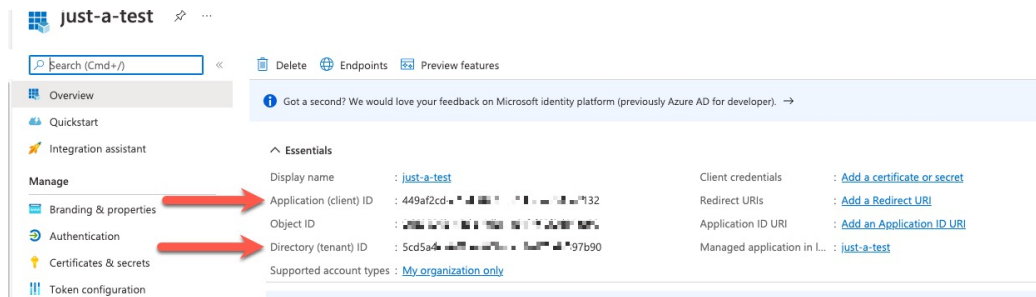 just-a-test
Search (Cmd+/)
Delete
Endpoints
Preview features
Overview
Quickstart
Integration assistant
Manage
Branding & properties
Authentication
Certificates & secrets
Token configuration
Got a second? We would love your feedback on Microsoft identity platform (previously Azure AD for developer).
Essentials
Display name : just-a-test
Application (client) ID : 449af2cd- 132
Object ID :
Directory (tenant) ID : 5cd5a4 97b90
Supported account types : My organization only
Client credentials : Add a certificate or secret
Redirect URIs : Add a Redirect URI
Application ID URI : Add an Application ID URI
Managed application in l... : just-a-test